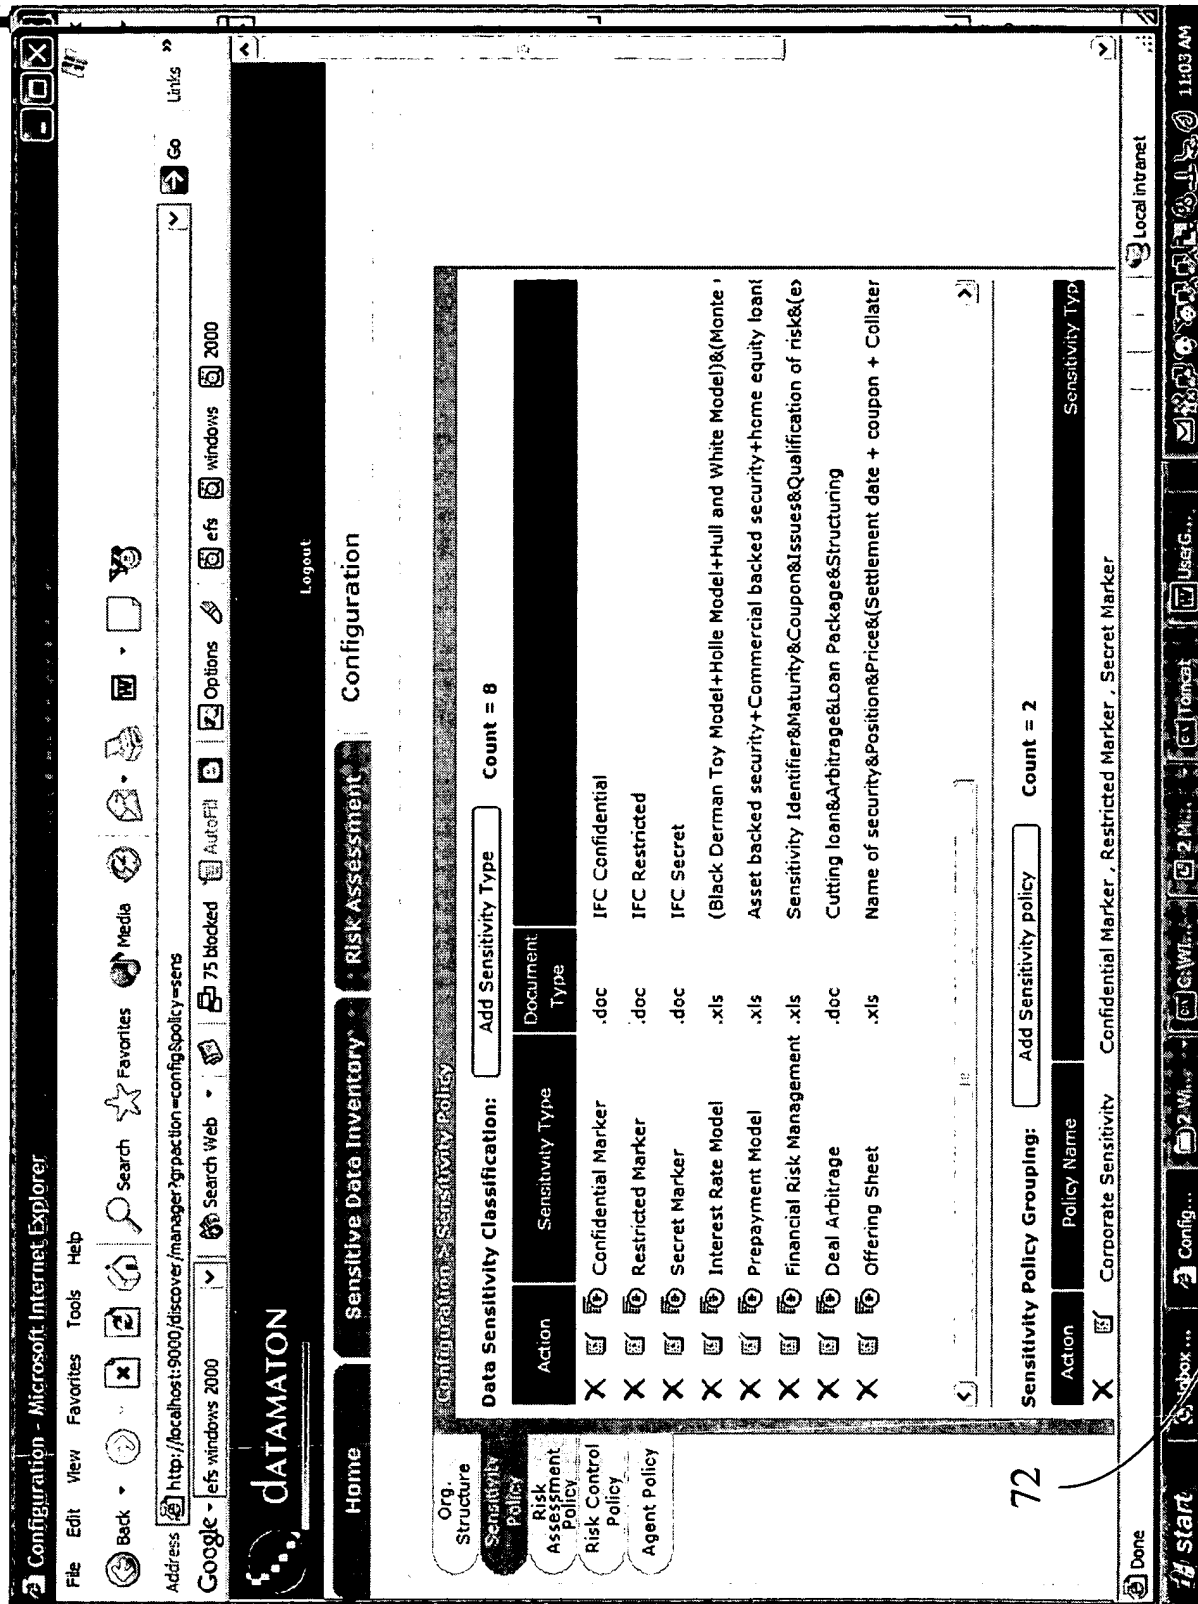 Configuration - Microsoft Internet Explorer
File Edit View Favorites Tools Help
Back Search Favorites Media
Address http://localhost:9000/discover/manager?grpaction=config&policy=sens Go Links »
Google efs windows 2000 Search Web 75 blocked AutoFill Options efs windows 2000
dATAMATON
Logout
Home Sensitive Data Inventory Risk Assessment Configuration
Org. Structure
Sensitivity Policy
Risk Assessment Policy
Risk Control Policy
Agent Policy
Configuration > Sensitivity Policy
Data Sensitivity Classification: Add Sensitivity Type Count = 8
Action Sensitivity Type Document Type
X Confidential Marker .doc IFC Confidential
X Restricted Marker .doc IFC Restricted
X Secret Marker .doc IFC Secret
X Interest Rate Model .xls (Black Derman Toy Model+Holle Model+Hull and White Model)&(Monte
X Prepayment Model .xls Asset backed security+Commercial backed security+home equity loan(
X Financial Risk Management .xls Sensitivity Identifier&Maturity&Coupon&Issues&Qualification of risk&(ex
X Deal Arbitrage .doc Cutting loan&Arbitrage&Loan Package&Structuring
X Offering Sheet .xls Name of security&Position&Price&(Settlement date + coupon + Collater
Sensitivity Policy Grouping: Add Sensitivity policy Count = 2
Action Policy Name Sensitivity Typ
X Corporate Sensitivity Confidential Marker , Restricted Marker , Secret Marker
72
Done Local intranet
start Config... 2 Wi... Tomcat UserG... 11:03 AM